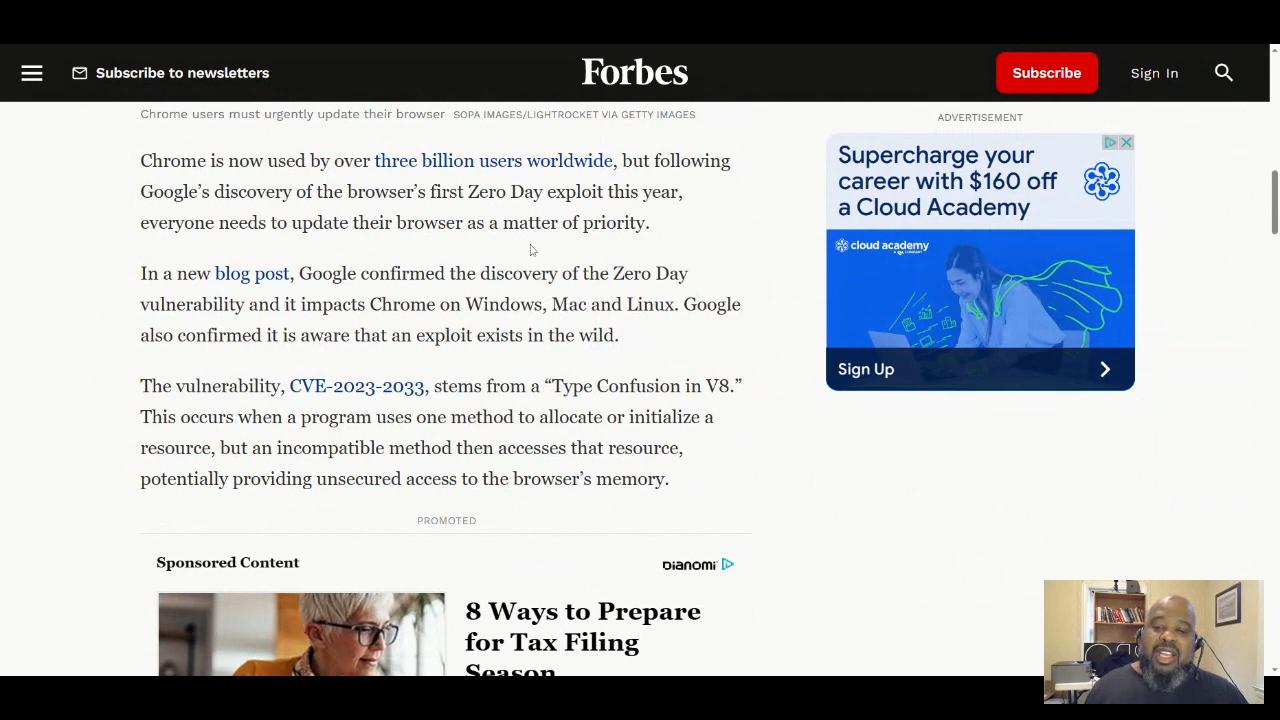 Subscribe to newsletters
Forbes
Subscribe
Sign In
Chrome users must urgently update their browser SOPA IMAGES/LIGHTROCKET VIA GETTY IMAGES
Chrome is now used by over three billion users worldwide, but following
Google’s discovery of the browser’s first Zero Day exploit this year,
everyone needs to update their browser as a matter of priority.
In a new blog post, Google confirmed the discovery of the Zero Day
vulnerability and it impacts Chrome on Windows, Mac and Linux. Google
also confirmed it is aware that an exploit exists in the wild.
The vulnerability, CVE-2023-2033, stems from a “Type Confusion in V8.”
This occurs when a program uses one method to allocate or initialize a
resource, but an incompatible method then accesses that resource,
potentially providing unsecured access to the browser’s memory.
PROMOTED
Sponsored Content
DIANOMI
8 Ways to Prepare
for Tax Filing
Season
ADVERTISEMENT
Supercharge your
career with $160 off
a Cloud Academy
cloud academy
Sign Up